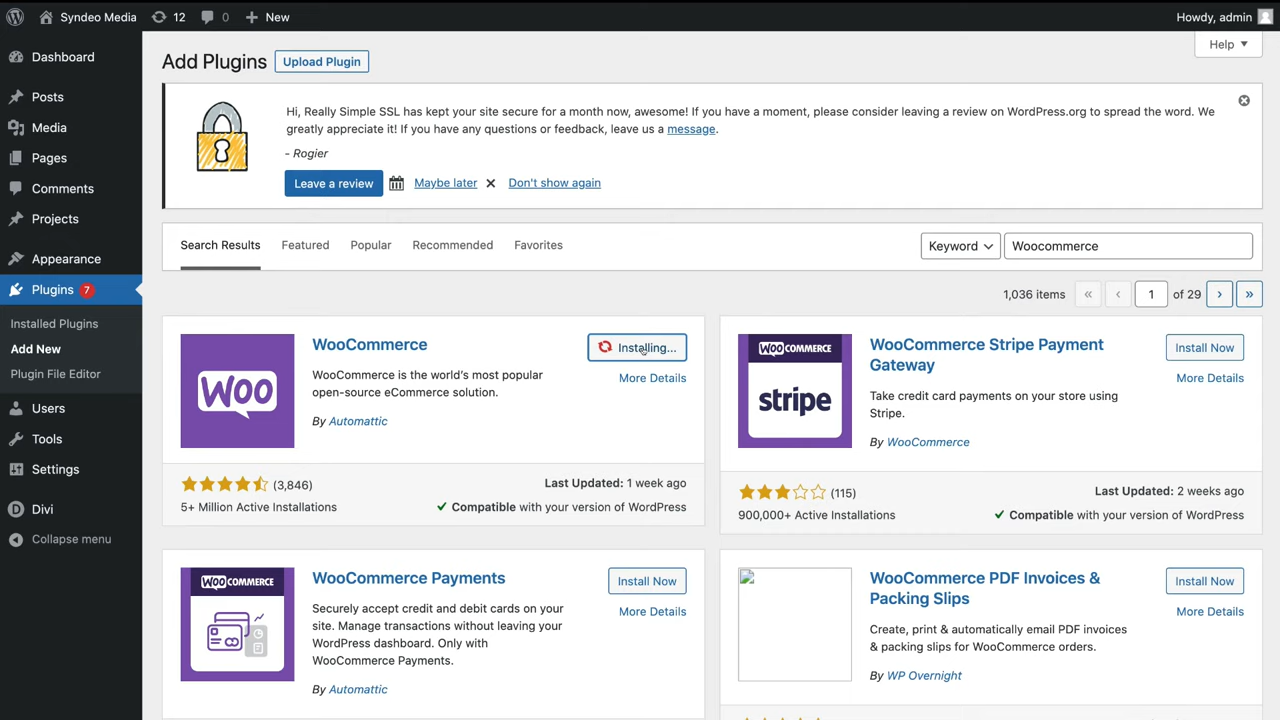 Syndeo Media
12
0
New
Howdy, admin
Dashboard
Posts
Media
Pages
Comments
Projects
Appearance
Plugins 7
Installed Plugins
Add New
Plugin File Editor
Users
Tools
Settings
Divi
Collapse menu
Help
Add Plugins
Upload Plugin
Hi, Really Simple SSL has kept your site secure for a month now, awesome! If you have a moment, please consider leaving a review on WordPress.org to spread the word. We
greatly appreciate it! If you have any questions or feedback, leave us a message.
- Rogier
Leave a review
Maybe later
Don't show again
Search Results
Featured
Popular
Recommended
Favorites
Keyword
Woocommerce
1,036 items
«
‹
1
of 29
›
»
WOO
WooCommerce
WooCommerce is the world's most popular
open-source eCommerce solution.
By Automattic
Installing...
More Details
(3,846)
5+ Million Active Installations
Last Updated: 1 week ago
Compatible with your version of WordPress
WOO COMMERCE
stripe
WooCommerce Stripe Payment
Gateway
Take credit card payments on your store using
Stripe.
By WooCommerce
Install Now
More Details
(115)
900,000+ Active Installations
Last Updated: 2 weeks ago
Compatible with your version of WordPress
WOO COMMERCE
WooCommerce Payments
Securely accept credit and debit cards on your
site. Manage transactions without leaving your
WordPress dashboard. Only with
WooCommerce Payments.
By Automattic
Install Now
More Details
WooCommerce PDF Invoices &
Packing Slips
Create, print & automatically email PDF invoices
& packing slips for WooCommerce orders.
By WP Overnight
Install Now
More Details